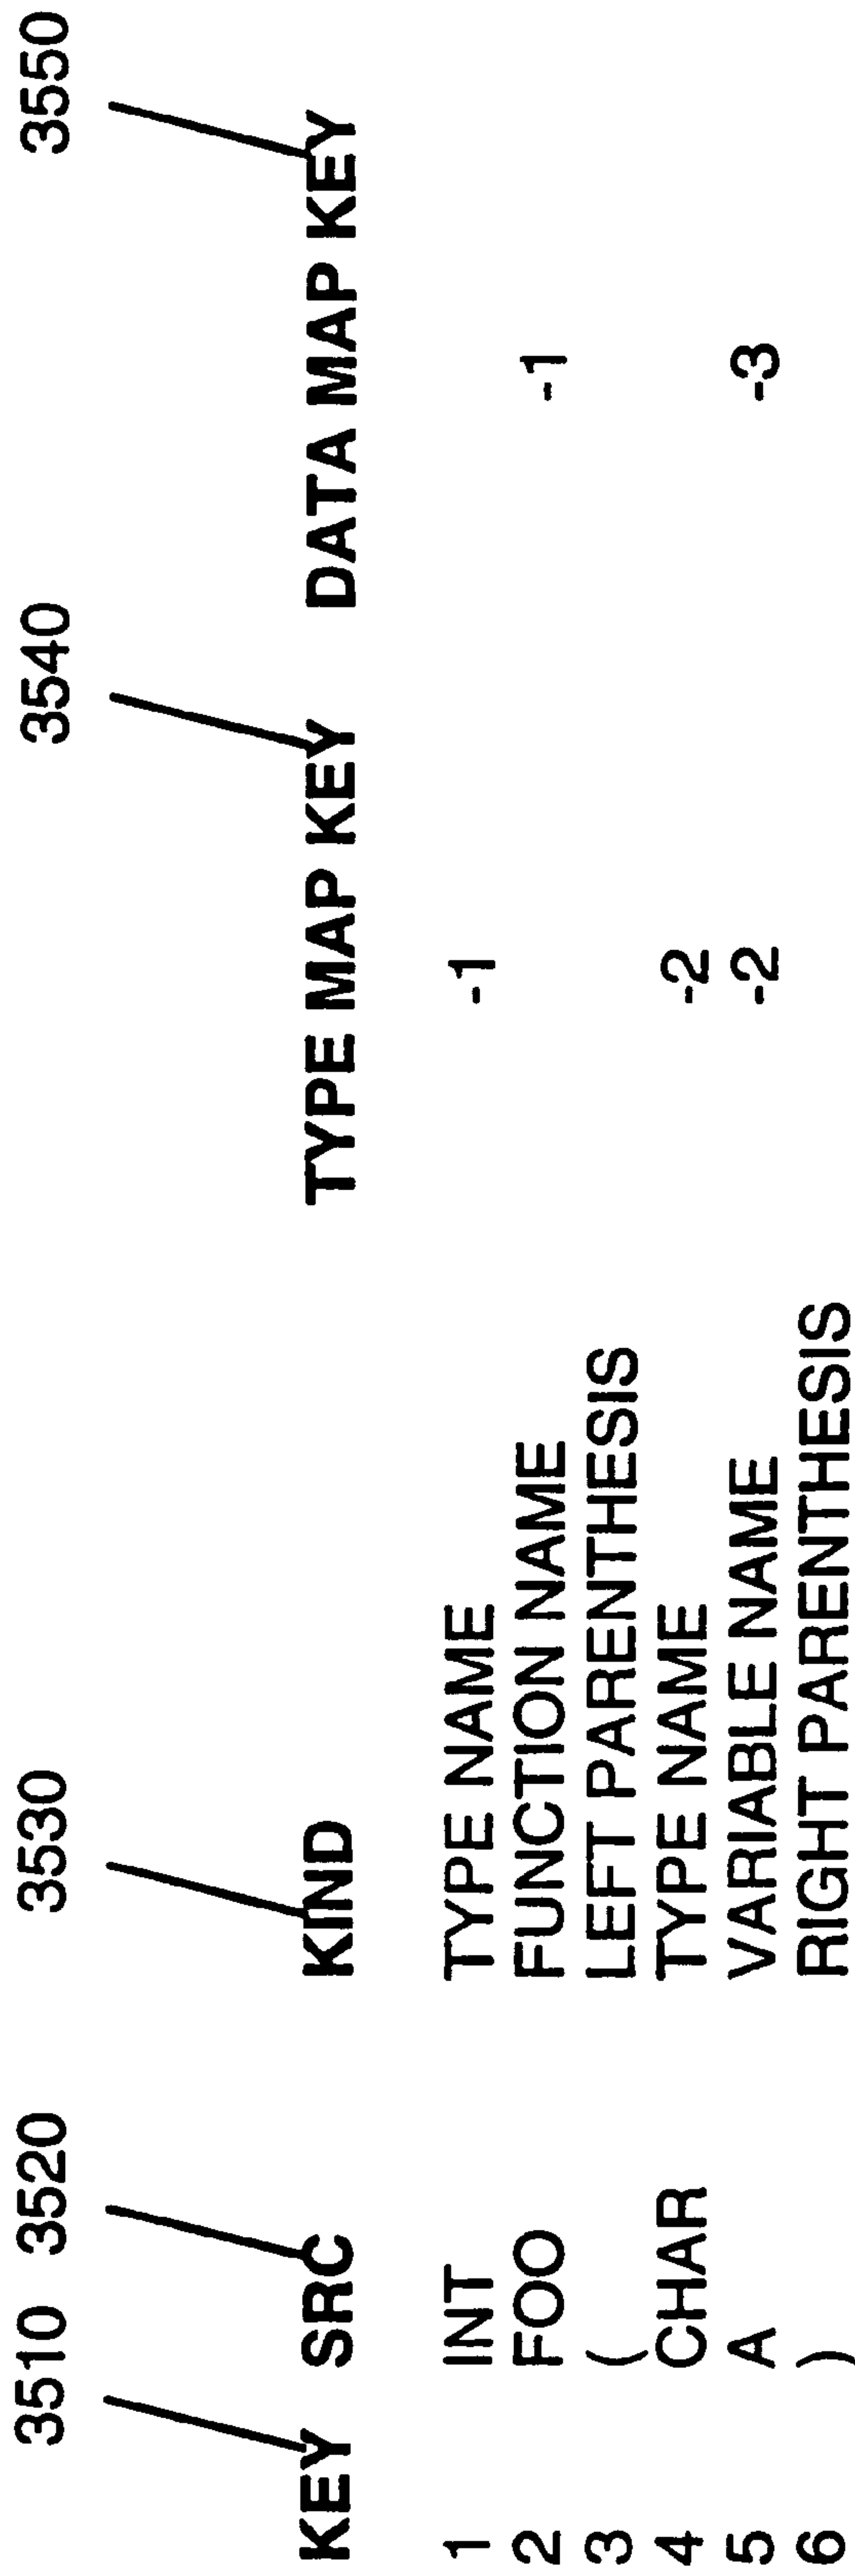 3510 3520 3530 3540 3550
KEY SRC KIND TYPE MAP KEY DATA MAP KEY
1 INT TYPE NAME -1
2 FOO FUNCTION NAME -1
3 ( LEFT PARENTHESIS
4 CHAR TYPE NAME -2
5 A VARIABLE NAME -2 -3
6 ) RIGHT PARENTHESIS